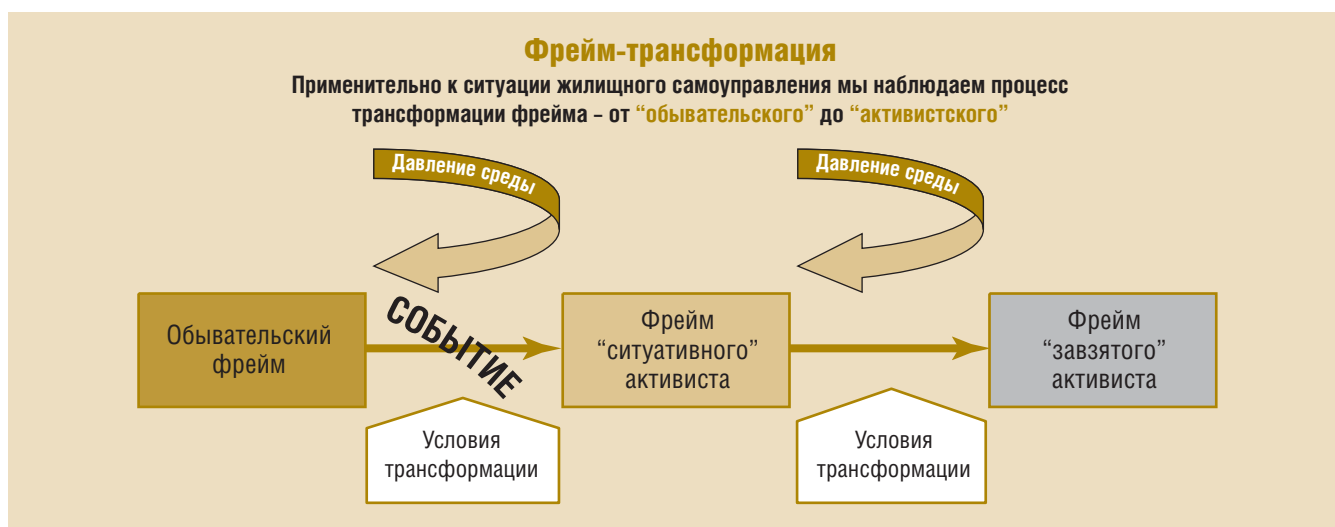 Фрейм-трансформация
Применительно к ситуации жилищного самоуправления мы наблюдаем процесс
трансформации фрейма – от “обывательского” до “активистского”
Давление среды
Давление среды
Обывательский
фрейм
СОБЫТИЕ
Фрейм
“ситуативного”
активиста
Фрейм
“завзятого”
активиста
Условия
трансформации
Условия
трансформации